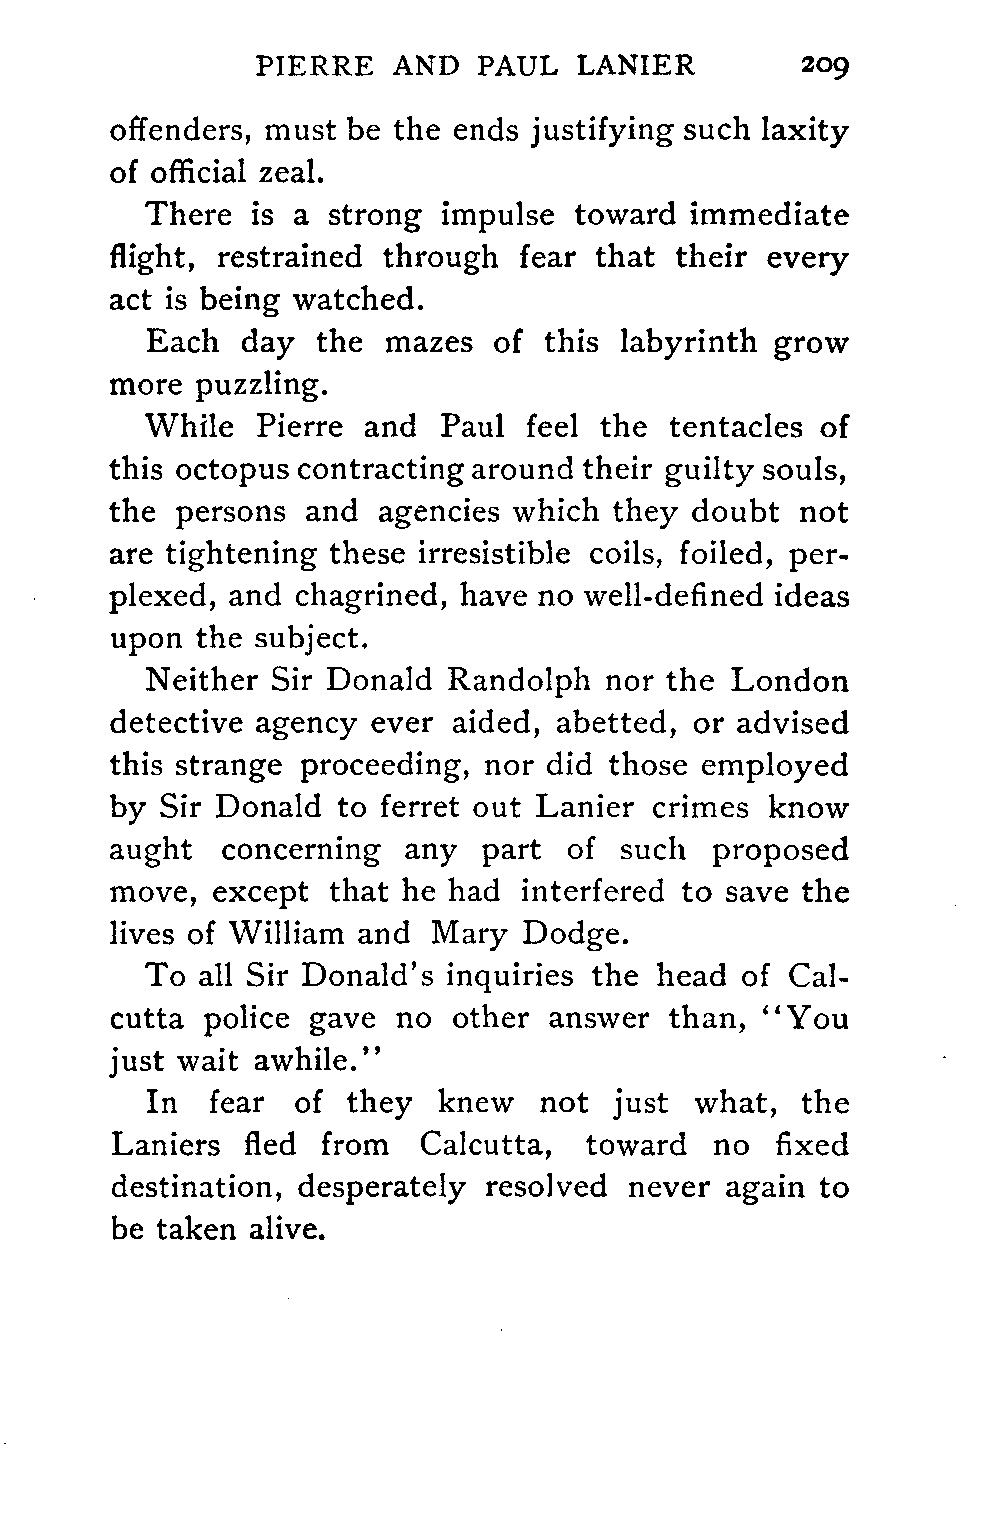 PIERRE AND PAUL LANIER 209
offenders, must be the ends justifying such laxity
of official zeal.
There is a strong impulse toward immediate
flight, restrained through fear that their every
act is being watched.
Each day the mazes of this labyrinth grow
more puzzling.
While Pierre and Paul feel the tentacles of
this octopus contracting around their guilty souls,
the persons and agencies which they doubt not
are tightening these irresistible coils, foiled, per-
plexed, and chagrined, have no well-defined ideas
upon the subject.
Neither Sir Donald Randolph nor the London
detective agency ever aided, abetted, or advised
this strange proceeding, nor did those employed
by Sir Donald to ferret out Lanier crimes know
aught concerning any part of such proposed
move, except that he had interfered to save the
lives of William and Mary Dodge.
To all Sir Donald's inquiries the head of Cal-
cutta police gave no other answer than, ‘‘You
just wait awhile.’’
In fear of they knew not just what, the
Laniers fled from Calcutta, toward no fixed
destination, desperately resolved never again to
be taken alive.